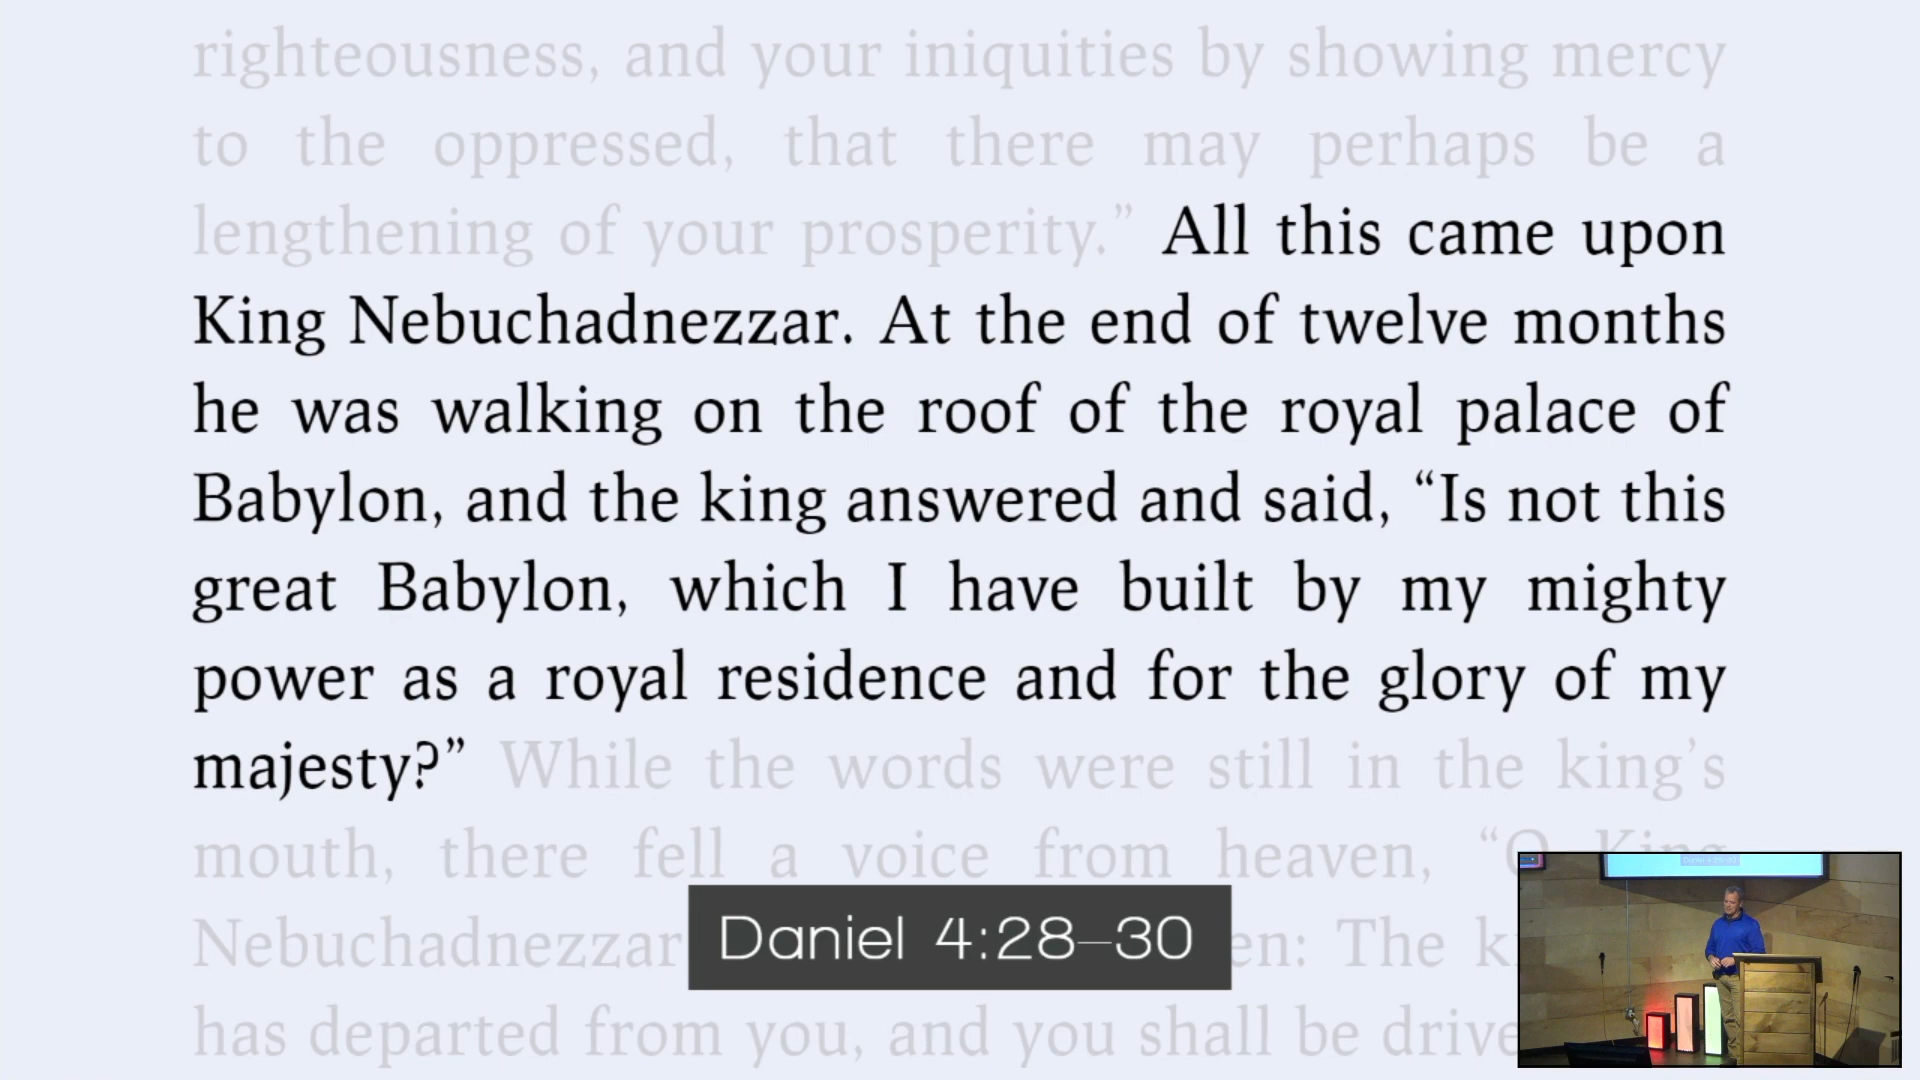 righteousness, and your iniquities by showing mercy
to the oppressed, that there may perhaps be a
lengthening of your prosperity.” All this came upon
King Nebuchadnezzar. At the end of twelve months
he was walking on the roof of the royal palace of
Babylon, and the king answered and said, “Is not this
great Babylon, which I have built by my mighty
power as a royal residence and for the glory of my
majesty?” While the words were still in the king’s
mouth, there fell a voice from heaven, “O King
Nebuchadnezzar en: The k
Daniel 4:28–30
has departed from you, and you shall be drive